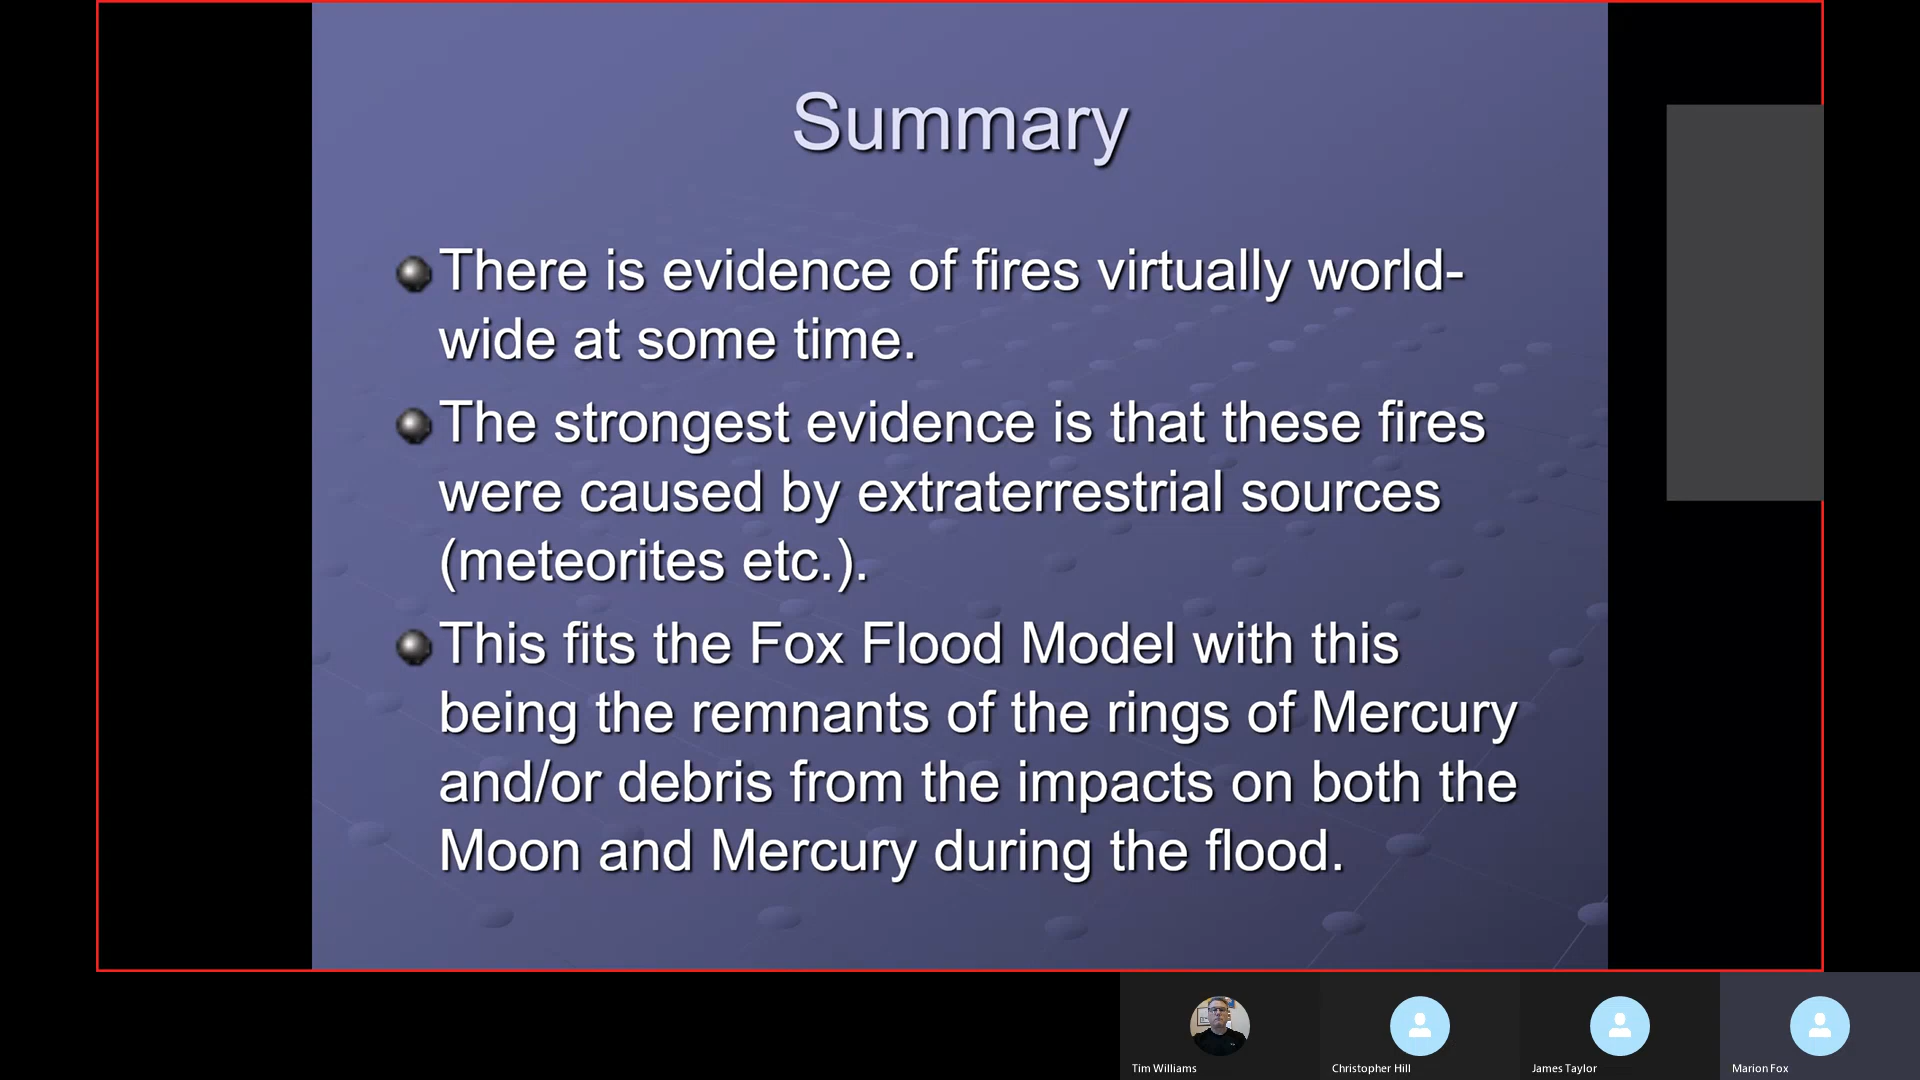 Summary
There is evidence of fires virtually world-
wide at some time.
The strongest evidence is that these fires
were caused by extraterrestrial sources
(meteorites etc.).
This fits the Fox Flood Model with this
being the remnants of the rings of Mercury
and/or debris from the impacts on both the
Moon and Mercury during the flood.
Tim Williams
Christopher Hill
James Taylor
Marion Fox